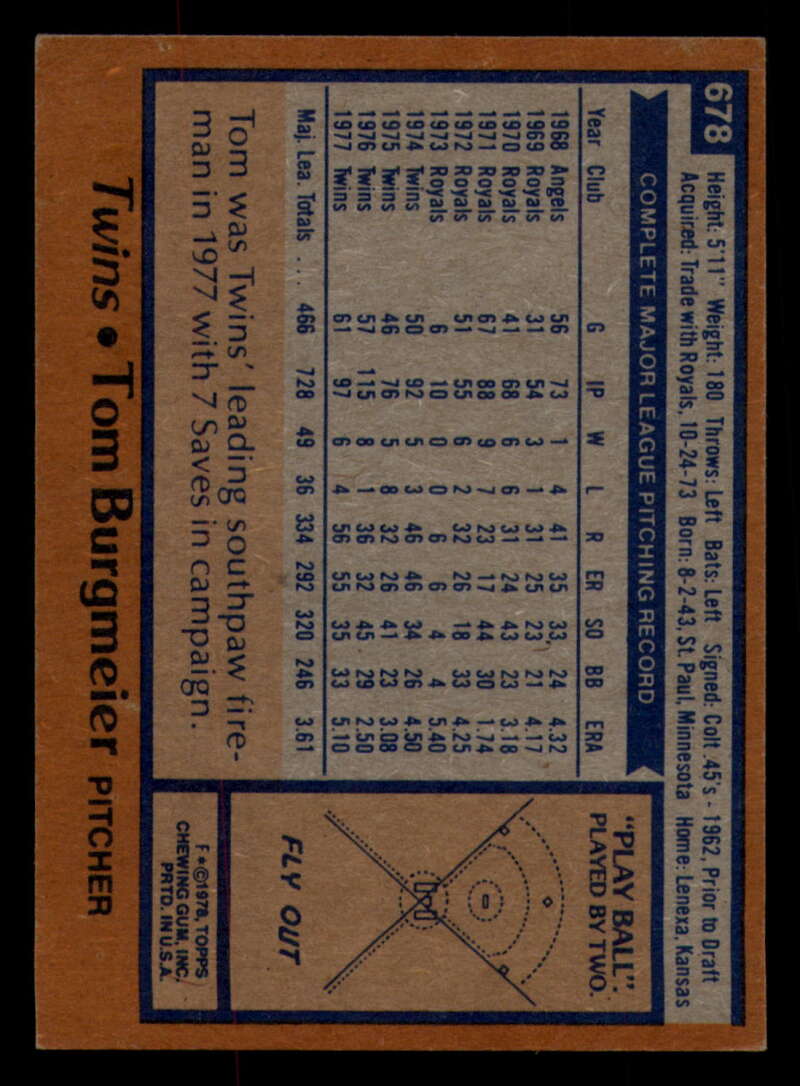 678
Height: 5'11" Weight: 180 Throws: Left Bats: Left Signed: Colt .45's - 1962, Prior to Draft
Acquired: Trade with Royals, 10-24-73 Born: 8-2-43, St. Paul, Minnesota Home: Lenexa, Kansas
COMPLETE MAJOR LEAGUE PITCHING RECORD
Year Club G IP W L R ER SO BB ERA
1968 Angels 56 73 1 4 41 35 33 24 4.32
1969 Royals 31 54 3 1 31 25 23 21 4.17
1970 Royals 41 68 6 6 31 24 43 23 3.18
1971 Royals 67 88 9 7 23 17 44 30 1.74
1972 Royals 51 55 6 2 32 26 18 33 4.25
1973 Royals 6 10 0 0 6 6 4 4 5.40
1974 Twins 50 92 5 3 46 46 34 26 4.50
1975 Twins 46 76 5 8 32 26 41 23 3.08
1976 Twins 57 115 8 1 36 32 45 29 2.50
1977 Twins 61 97 6 4 56 55 35 33 5.10
Maj. Lea. Totals ... 466 728 49 36 334 292 320 246 3.61
Tom was Twins' leading southpaw fire-
man in 1977 with 7 Saves in campaign.
"PLAY BALL":
PLAYED BY TWO.
FLY OUT
F*©1978, TOPPS
CHEWING GUM, INC.
PRTD. IN U.S.A.
Twins • Tom Burgmeier PITCHER